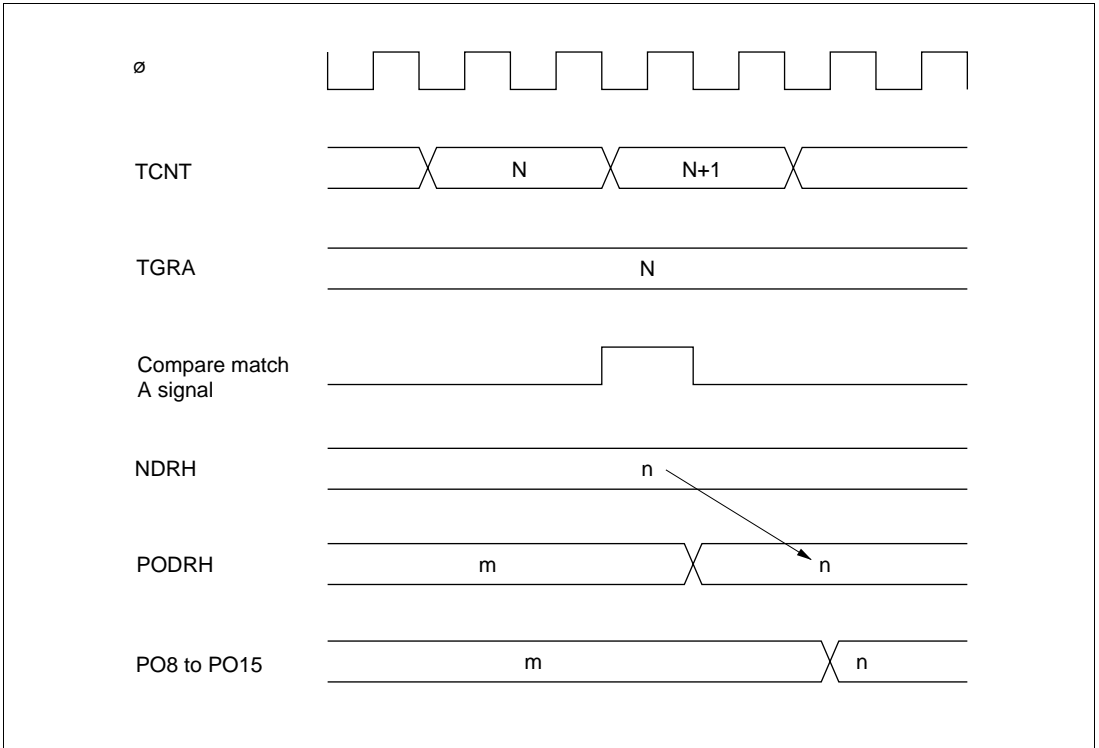 ø
TCNT N N+1
TGRA N
Compare match
A signal
NDRH n
PODRH m n
PO8 to PO15 m n